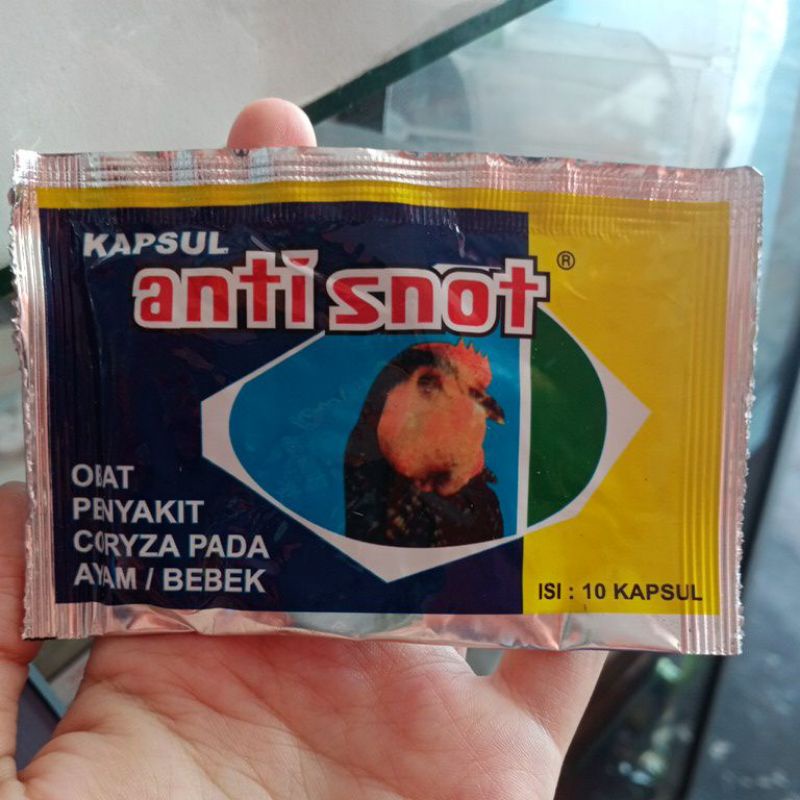 KAPSUL
anti snot ®
OBAT
PENYAKIT
CORYZA PADA
AYAM / BEBEK
ISI : 10 KAPSUL